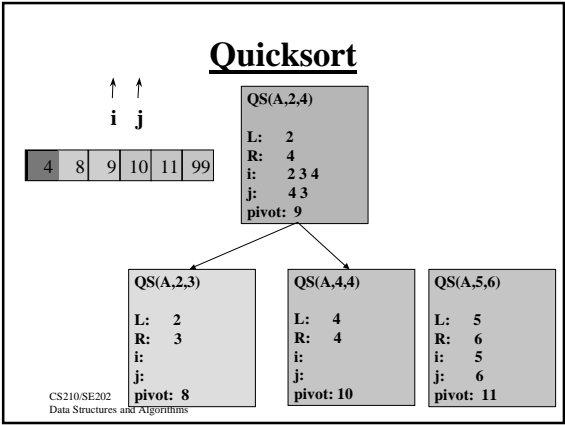 Quicksort
i j
4 8 9 10 11 99
QS(A,2,4)
L: 2
R: 4
i: 2 3 4
j: 4 3
pivot: 9
QS(A,2,3)
L: 2
R: 3
i:
j:
pivot: 8
QS(A,4,4)
L: 4
R: 4
i:
j:
pivot: 10
QS(A,5,6)
L: 5
R: 6
i: 5
j: 6
pivot: 11
CS210/SE202
Data Structures and Algorithms